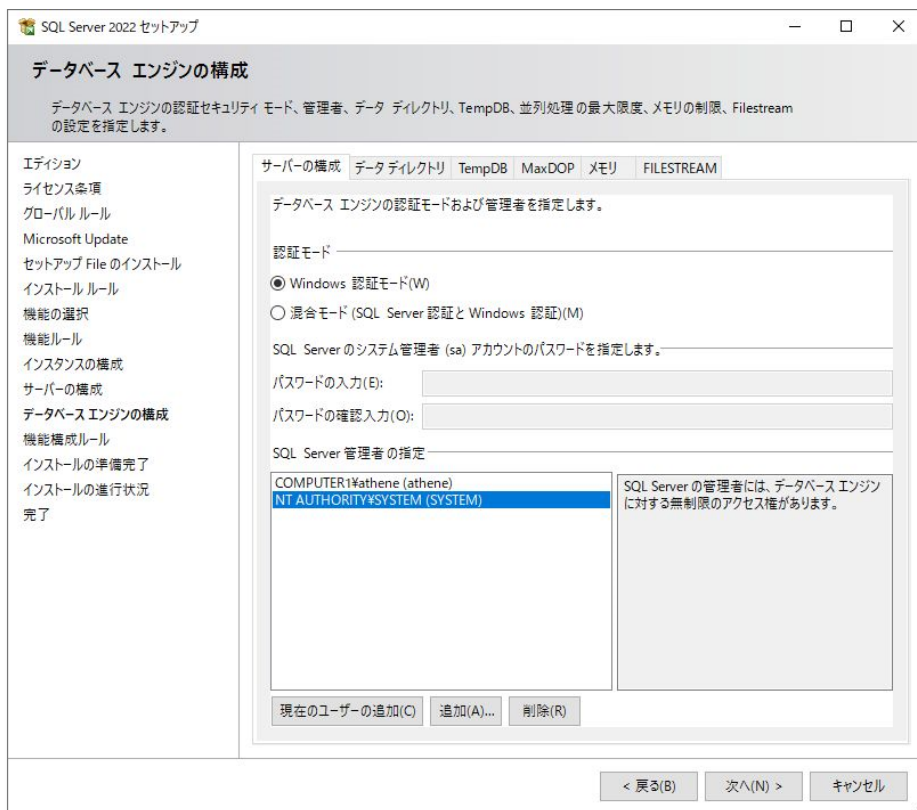 SQL Server 2022 セットアップ
データベース エンジンの構成
データベース エンジンの認証セキュリティ モード、管理者、データ ディレクトリ、TempDB、並列処理の最大限度、メモリの制限、Filestream
の設定を指定します。
エディション
ライセンス条項
グローバル ルール
Microsoft Update
セットアップ File のインストール
インストール ルール
機能の選択
機能ルール
インスタンスの構成
サーバーの構成
データベース エンジンの構成
機能構成ルール
インストールの準備完了
インストールの進行状況
完了
サーバーの構成 データ ディレクトリ TempDB MaxDOP メモリ FILESTREAM
データベース エンジンの認証モードおよび管理者を指定します。
認証モード
Windows 認証モード(W)
混合モード (SQL Server 認証と Windows 認証)(M)
SQL Server のシステム管理者 (sa) アカウントのパスワードを指定します。
パスワードの入力(E):
パスワードの確認入力(O):
SQL Server 管理者の指定
COMPUTER1¥athene (athene)
NT AUTHORITY¥SYSTEM (SYSTEM)
SQL Server の管理者には、データベース エンジン
に対する無制限のアクセス権があります。
現在のユーザーの追加(C) 追加(A)... 削除(R)
< 戻る(B) 次へ(N) > キャンセル